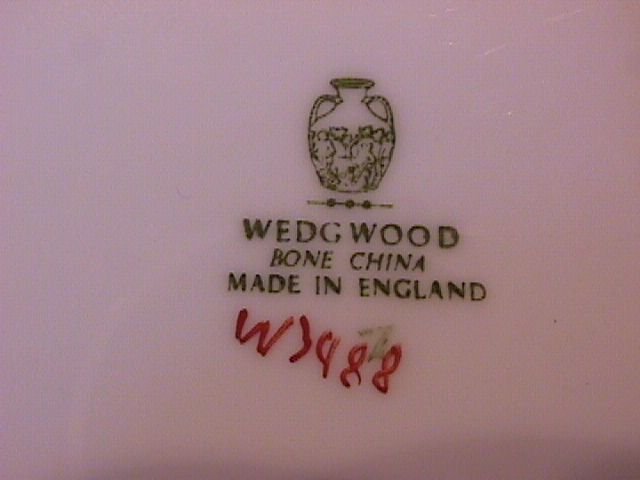 WEDGWOOD
BONE CHINA
MADE IN ENGLAND
W3988